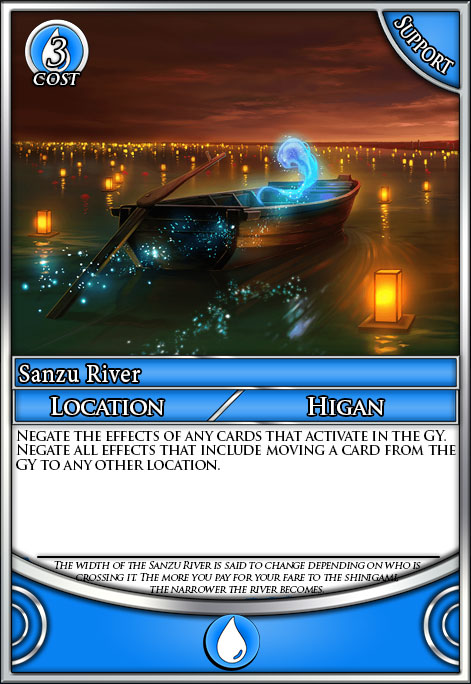 3
COST
SUPPORT
Sanzu River
LOCATION / HIGAN
NEGATE THE EFFECTS OF ANY CARDS THAT ACTIVATE IN THE GY.
NEGATE ALL EFFECTS THAT INCLUDE MOVING A CARD FROM THE
GY TO ANY OTHER LOCATION.
THE WIDTH OF THE SANZU RIVER IS SAID TO CHANGE DEPENDING ON WHO IS
CROSSING IT. THE MORE YOU PAY FOR YOUR FARE TO THE SHINIGAMI,
THE NARROWER THE RIVER BECOMES.